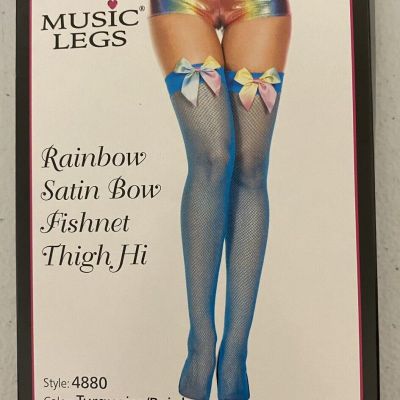 MUSIC®
LEGS
Rainbow
Satin Bow
Fishnet
Thigh Hi
Style: 4880